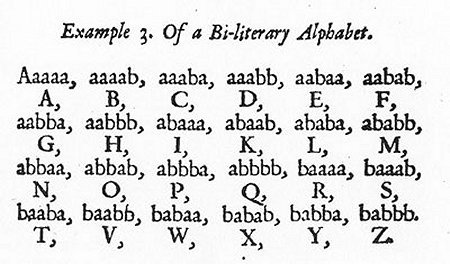 Example 3. Of a Bi-literary Alphabet.
Aaaaa, aaaab, aaaba, aaabb, aabaa, aabab,
A, B, C, D, E, F,
aabba, aabbb, abaaa, abaab, ababa, ababb,
G, H, I, K, L, M,
abbaa, abbab, abbba, abbbb, baaaa, baaab,
N, O, P, Q, R, S,
baaba, baabb, babaa, babab, babba, babbb.
T, V, W, X, Y, Z.